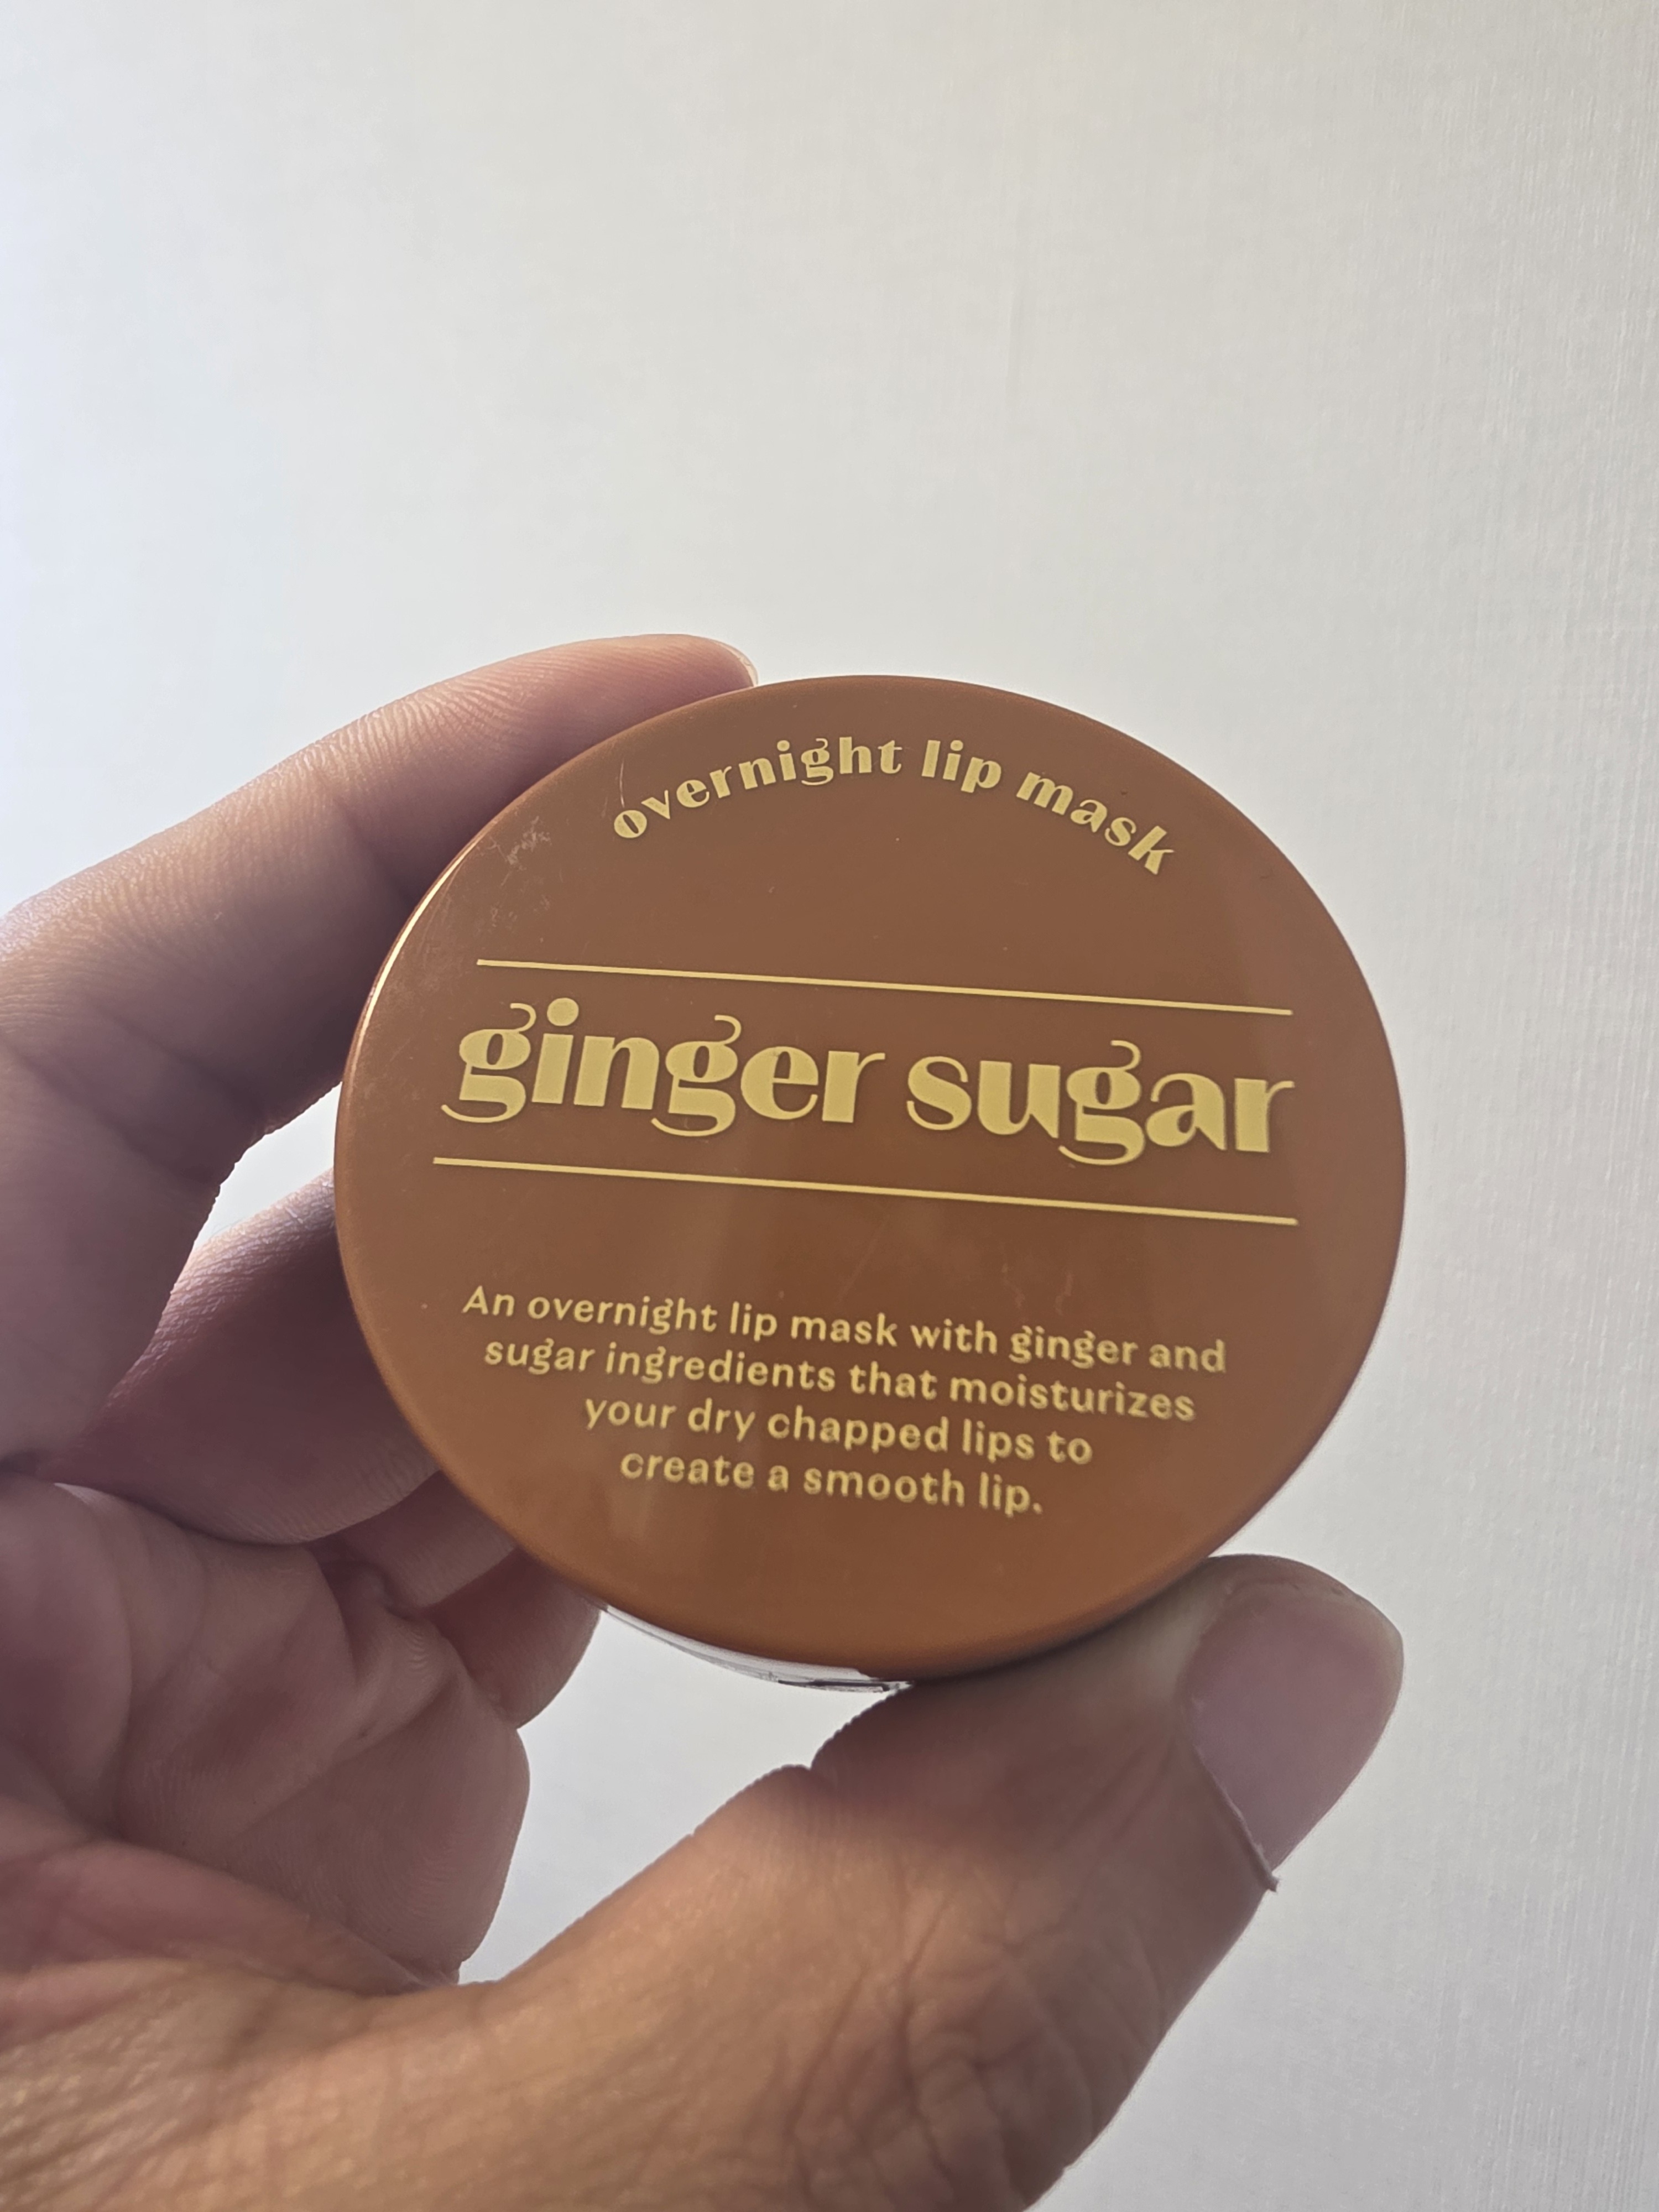 overnight lip mask
ginger sugar
An overnight lip mask with ginger and
sugar ingredients that moisturizes
your dry chapped lips to
create a smooth lip.